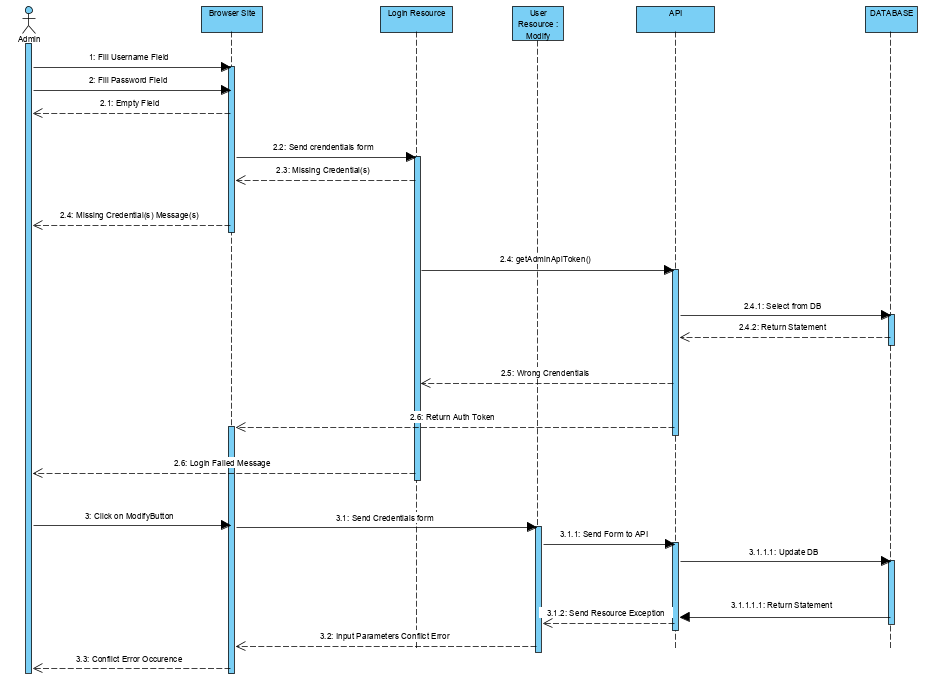 Browser Site
Login Resource
User
Resource :
Modify
API
DATABASE
Admin
1: Fill Username Field
2: Fill Password Field
2.1: Empty Field
2.2: Send crendentials form
2.3: Missing Credential(s)
2.4: Missing Credential(s) Message(s)
2.4: getAdminApiToken()
2.4.1: Select from DB
2.4.2: Return Statement
2.5: Wrong Crendentials
2.6: Return Auth Token
2.6: Login Failed Message
3: Click on ModifyButton
3.1: Send Credentials form
3.1.1: Send Form to API
3.1.1.1: Update DB
3.1.1.1.1: Return Statement
3.1.2: Send Resource Exception
3.2: Input Parameters Conflict Error
3.3: Conflict Error Occurence